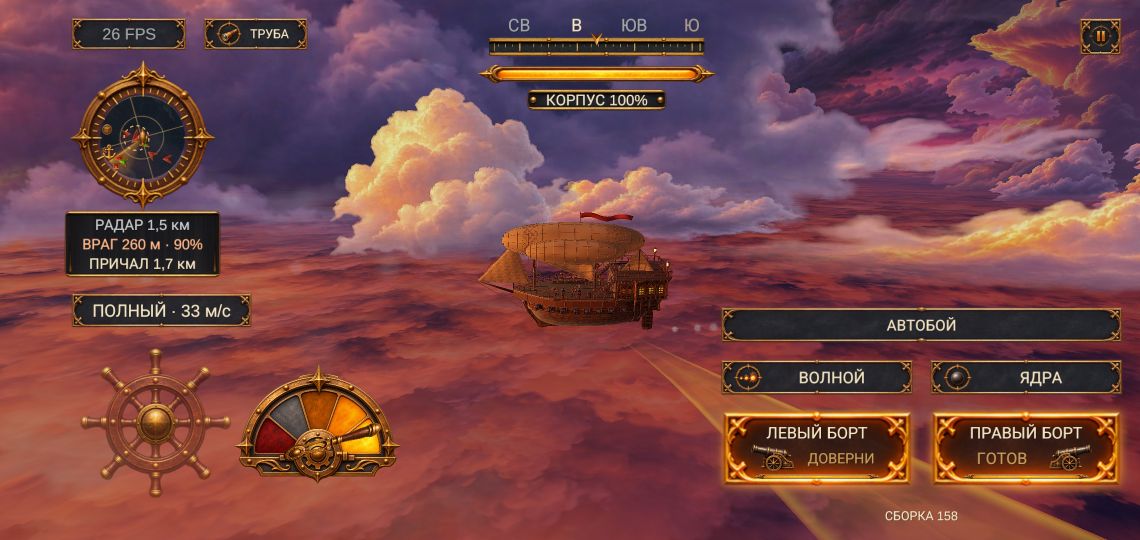 26 FPS
ТРУБА
СВ В ЮВ Ю
КОРПУС 100%
РАДАР 1,5 км
ВРАГ 260 м · 90%
ПРИЧАЛ 1,7 км
ПОЛНЫЙ · 33 м/с
АВТОБОЙ
ВОЛНОЙ
ЯДРА
ЛЕВЫЙ БОРТ
ДОВЕРНИ
ПРАВЫЙ БОРТ
ГОТОВ
СБОРКА 158